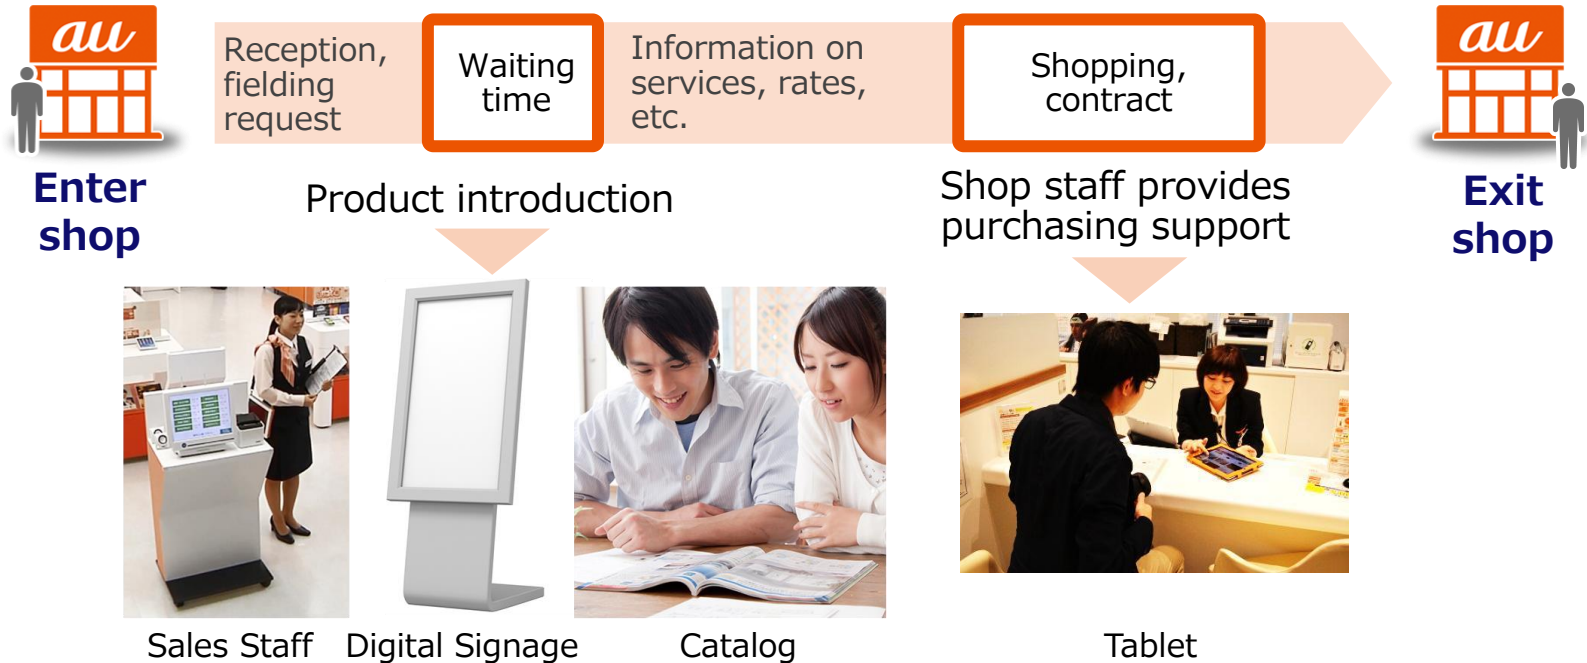 au
au
Reception,
fielding
request
Waiting
time
Information on
services, rates,
etc.
Shopping,
contract
Enter
shop
Product introduction
Shop staff provides
purchasing support
Exit
shop
Sales Staff
Digital Signage
Catalog
Tablet